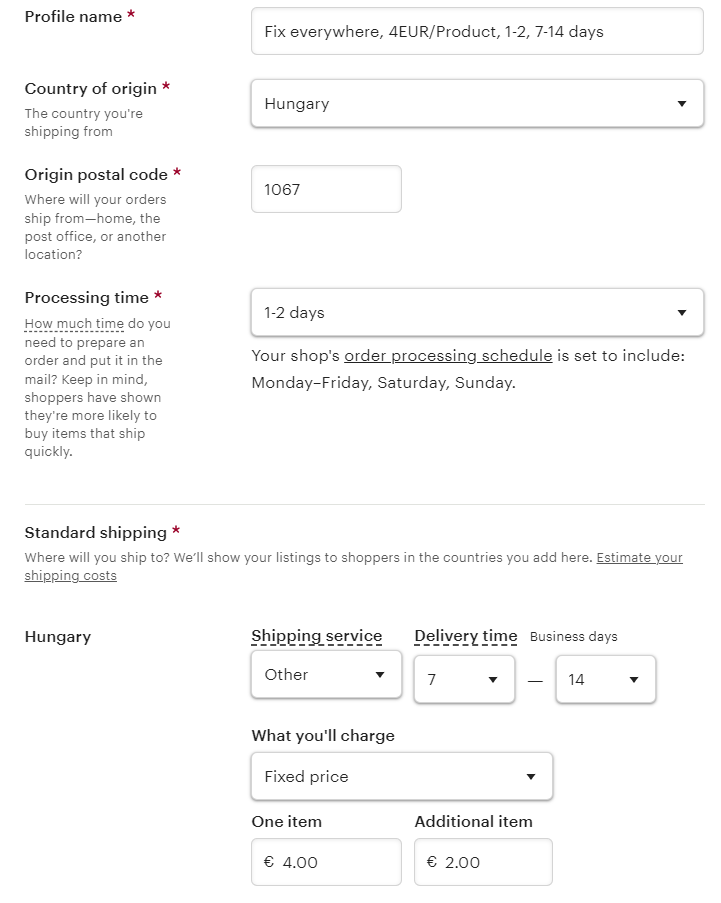 Profile name *
Fix everywhere, 4EUR/Product, 1-2, 7-14 days
Country of origin *
The country you're
shipping from
Hungary
Origin postal code *
Where will your orders
ship from—home, the
post office, or another
location?
1067
Processing time *
How much time do you
need to prepare an
order and put it in the
mail? Keep in mind,
shoppers have shown
they're more likely to
buy items that ship
quickly.
1-2 days
Your shop's order processing schedule is set to include:
Monday–Friday, Saturday, Sunday.
Standard shipping *
Where will you ship to? We’ll show your listings to shoppers in the countries you add here. Estimate your
shipping costs
Hungary
Shipping service
Delivery time Business days
Other
7 — 14
What you'll charge
Fixed price
One item
Additional item
€ 4.00
€ 2.00